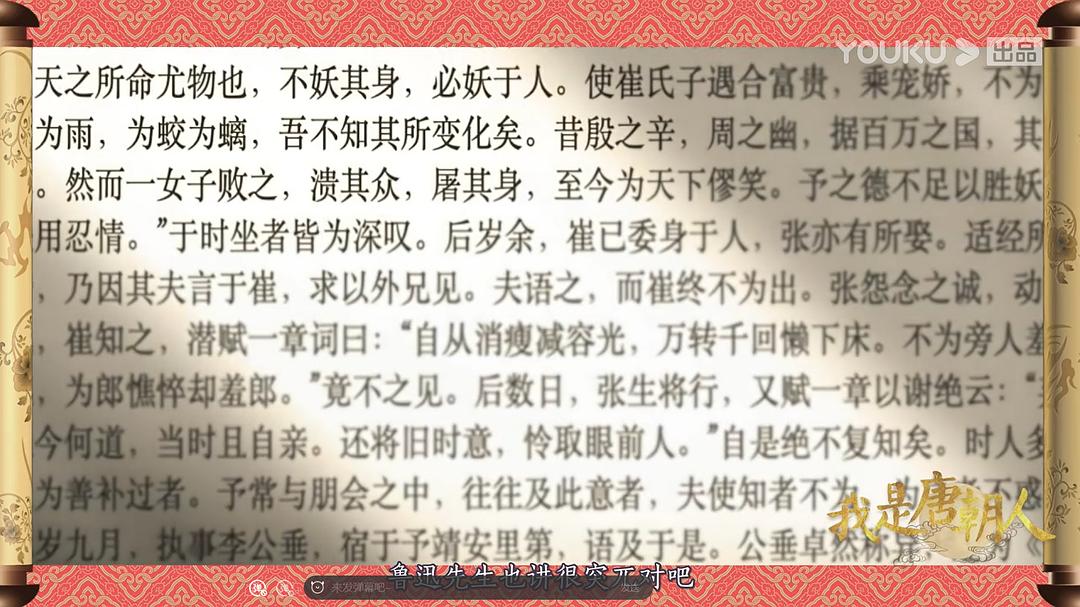 YOUKU 出品
天之所命尤物也，不妖其身，必妖于人。使崔氏子遇合富贵，乘宠娇，不为
为雨，为蛟为螭，吾不知其所变化矣。昔殷之辛，周之幽，据百万之国，其
。然而一女子败之，溃其众，屠其身，至今为天下僇笑。予之德不足以胜妖
用忍情。”于时坐者皆为深叹。后岁余，崔已委身于人，张亦有所娶。适经所
，乃因其夫言于崔，求以外兄见。夫语之，而崔终不为出。张怨念之诚，动
，崔知之，潜赋一章词曰：“自从消瘦减容光，万转千回懒下床。不为旁人羞
，为郎憔悴却羞郎。”竟不之见。后数日，张生将行，又赋一章以谢绝云：“
今何道，当时且自亲。还将旧时意，怜取眼前人。”自是绝不复知矣。时人多
为善补过者。予常与朋会之中，往往及此意者，夫使知者不为，为
岁九月，执事李公垂，宿于予靖安里第，语及于是。公垂卓然称
我是唐朝人
鲁迅先生也讲很突兀对吧
来发弹幕吧~
发送